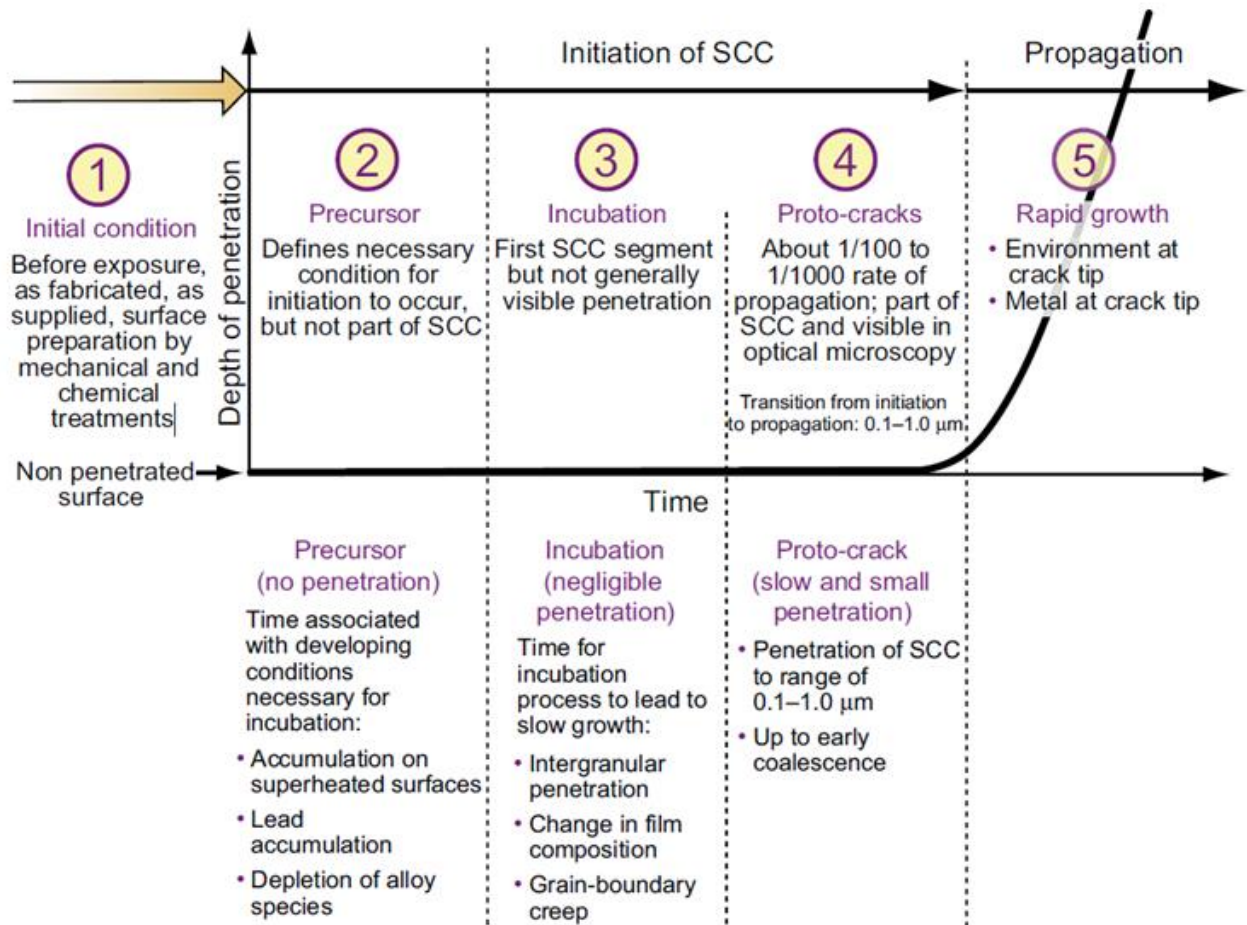 Initiation of SCC
Propagation
Depth of penetration
1
Initial condition
Before exposure,
as fabricated, as
supplied, surface
preparation by
mechanical and
chemical
treatments
2
Precursor
Defines necessary
condition for
initiation to occur,
but not part of SCC
3
Incubation
First SCC segment
but not generally
visible penetration
4
Proto-cracks
About 1/100 to
1/1000 rate of
propagation; part of
SCC and visible in
optical microscopy
Transition from initiation
to propagation: 0.1–1.0 μm
5
Rapid growth
• Environment at
crack tip
• Metal at crack tip
Non penetrated
surface
Time
Precursor
(no penetration)
Time associated
with developing
conditions
necessary for
incubation:
• Accumulation on
superheated surfaces
• Lead
accumulation
• Depletion of alloy
species
Incubation
(negligible
penetration)
Time for
incubation
process to lead to
slow growth:
• Intergranular
penetration
• Change in film
composition
• Grain-boundary
creep
Proto-crack
(slow and small
penetration)
• Penetration of SCC
to range of
0.1–1.0 μm
• Up to early
coalescence